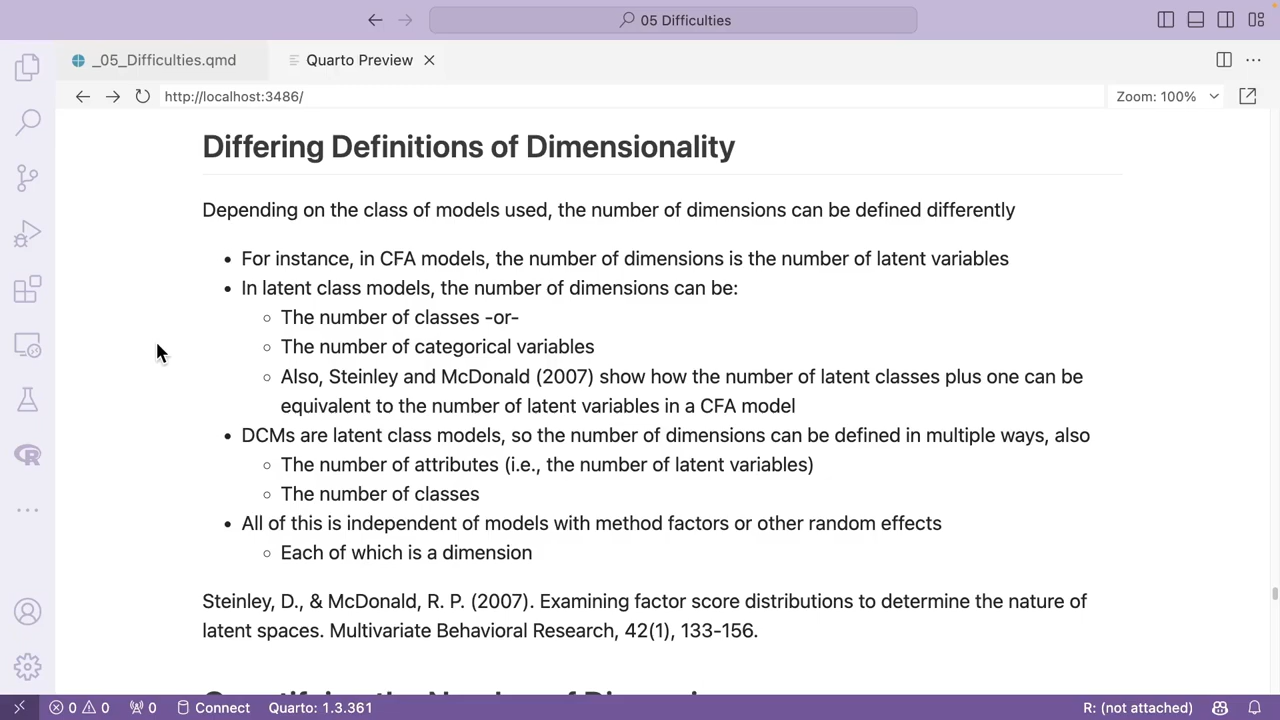 05 Difficulties
_05_Difficulties.qmd
Quarto Preview
http://localhost:3486/
Zoom: 100%
Differing Definitions of Dimensionality
Depending on the class of models used, the number of dimensions can be defined differently
• For instance, in CFA models, the number of dimensions is the number of latent variables
• In latent class models, the number of dimensions can be:
◦ The number of classes -or-
◦ The number of categorical variables
◦ Also, Steinley and McDonald (2007) show how the number of latent classes plus one can be
equivalent to the number of latent variables in a CFA model
• DCMs are latent class models, so the number of dimensions can be defined in multiple ways, also
◦ The number of attributes (i.e., the number of latent variables)
◦ The number of classes
• All of this is independent of models with method factors or other random effects
◦ Each of which is a dimension
Steinley, D., & McDonald, R. P. (2007). Examining factor score distributions to determine the nature of
latent spaces. Multivariate Behavioral Research, 42(1), 133-156.
0 0 0 Connect Quarto: 1.3.361 R: (not attached)